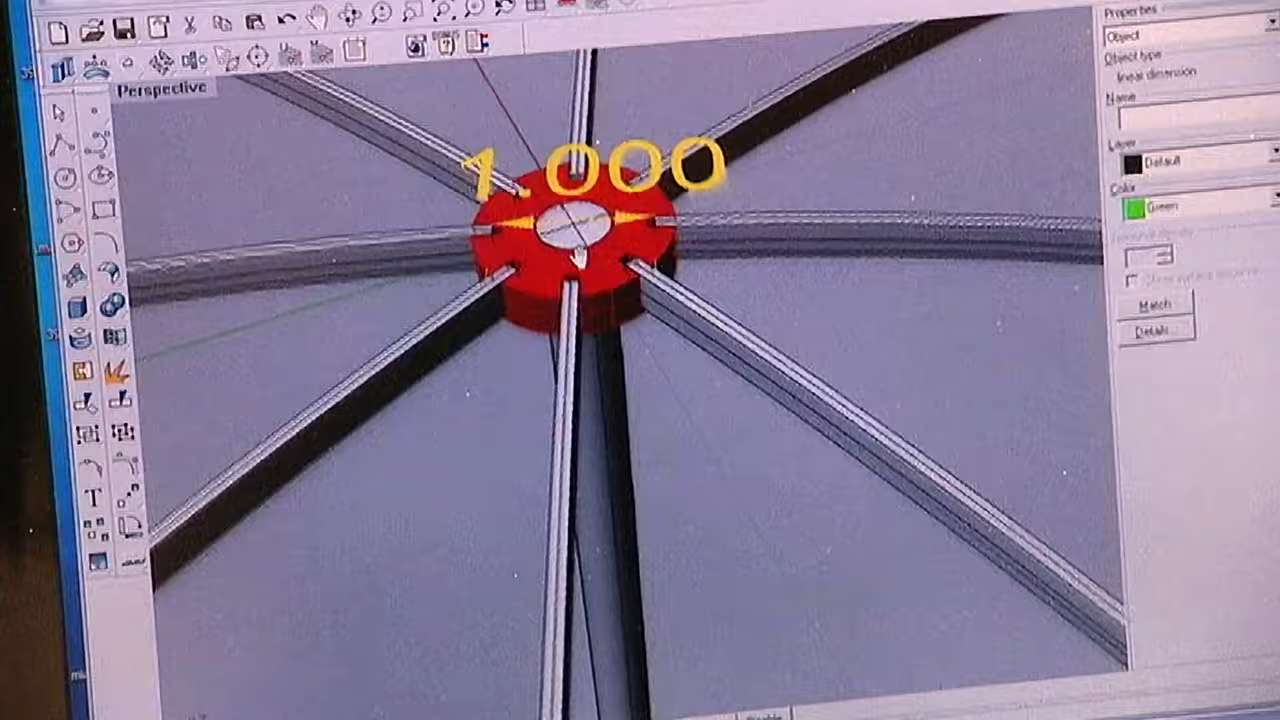 Perspective
1.000
Properties
Object
Object type
linear dimension
Name
Layer
Default
Color
Green
Match
Details...
T